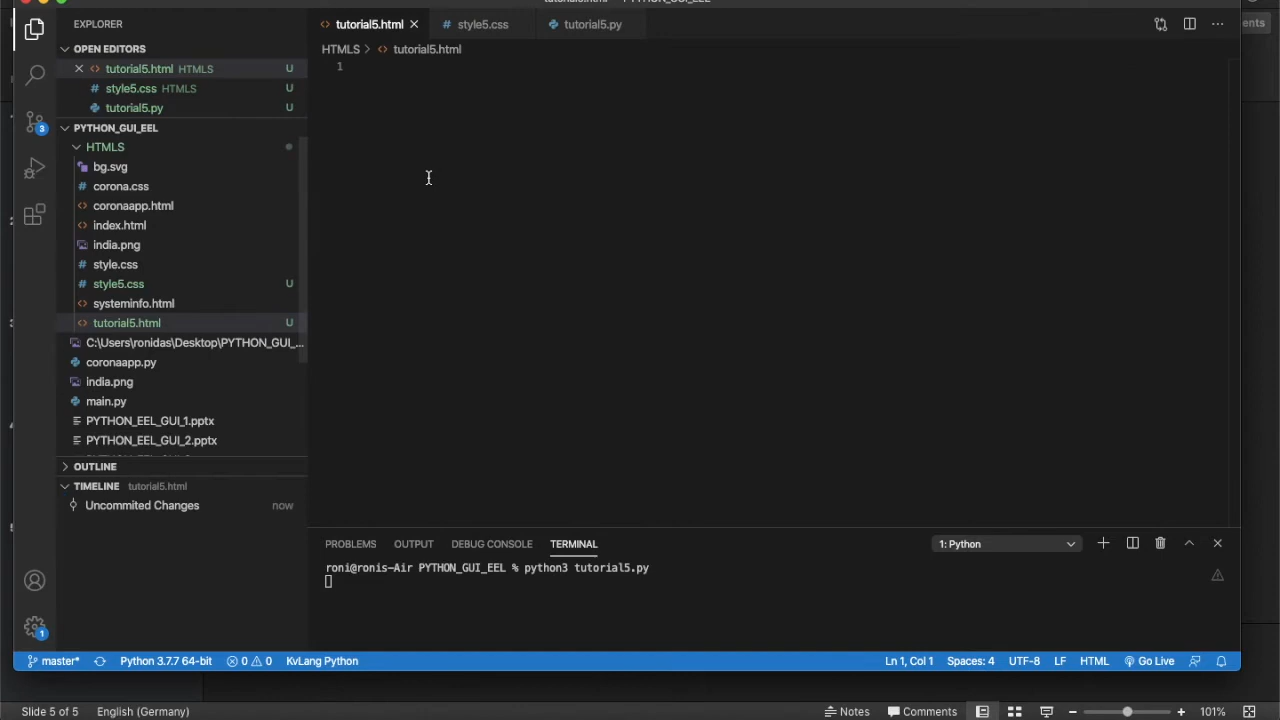 tutorial5.html
style5.css
tutorial5.py
EXPLORER
OPEN EDITORS
tutorial5.html HTMLS U
style5.css HTMLS U
tutorial5.py U
PYTHON_GUI_EEL
HTMLS
bg.svg
corona.css
coronaapp.html
index.html
india.png
style.css
style5.css U
systeminfo.html
tutorial5.html U
C:\Users\ronidas\Desktop\PYTHON_GUI_...
coronaapp.py
india.png
main.py
PYTHON_EEL_GUI_1.pptx
PYTHON_EEL_GUI_2.pptx
OUTLINE
TIMELINE tutorial5.html
Uncommited Changes now
3
1
HTMLS > tutorial5.html
1
PROBLEMS OUTPUT DEBUG CONSOLE TERMINAL
1: Python
roni@ronis-Air PYTHON_GUI_EEL % python3 tutorial5.py
master* Python 3.7.7 64-bit 0 0 KvLang Python
Ln 1, Col 1 Spaces: 4 UTF-8 LF HTML Go Live
Slide 5 of 5 English (Germany)
Notes Comments 101%